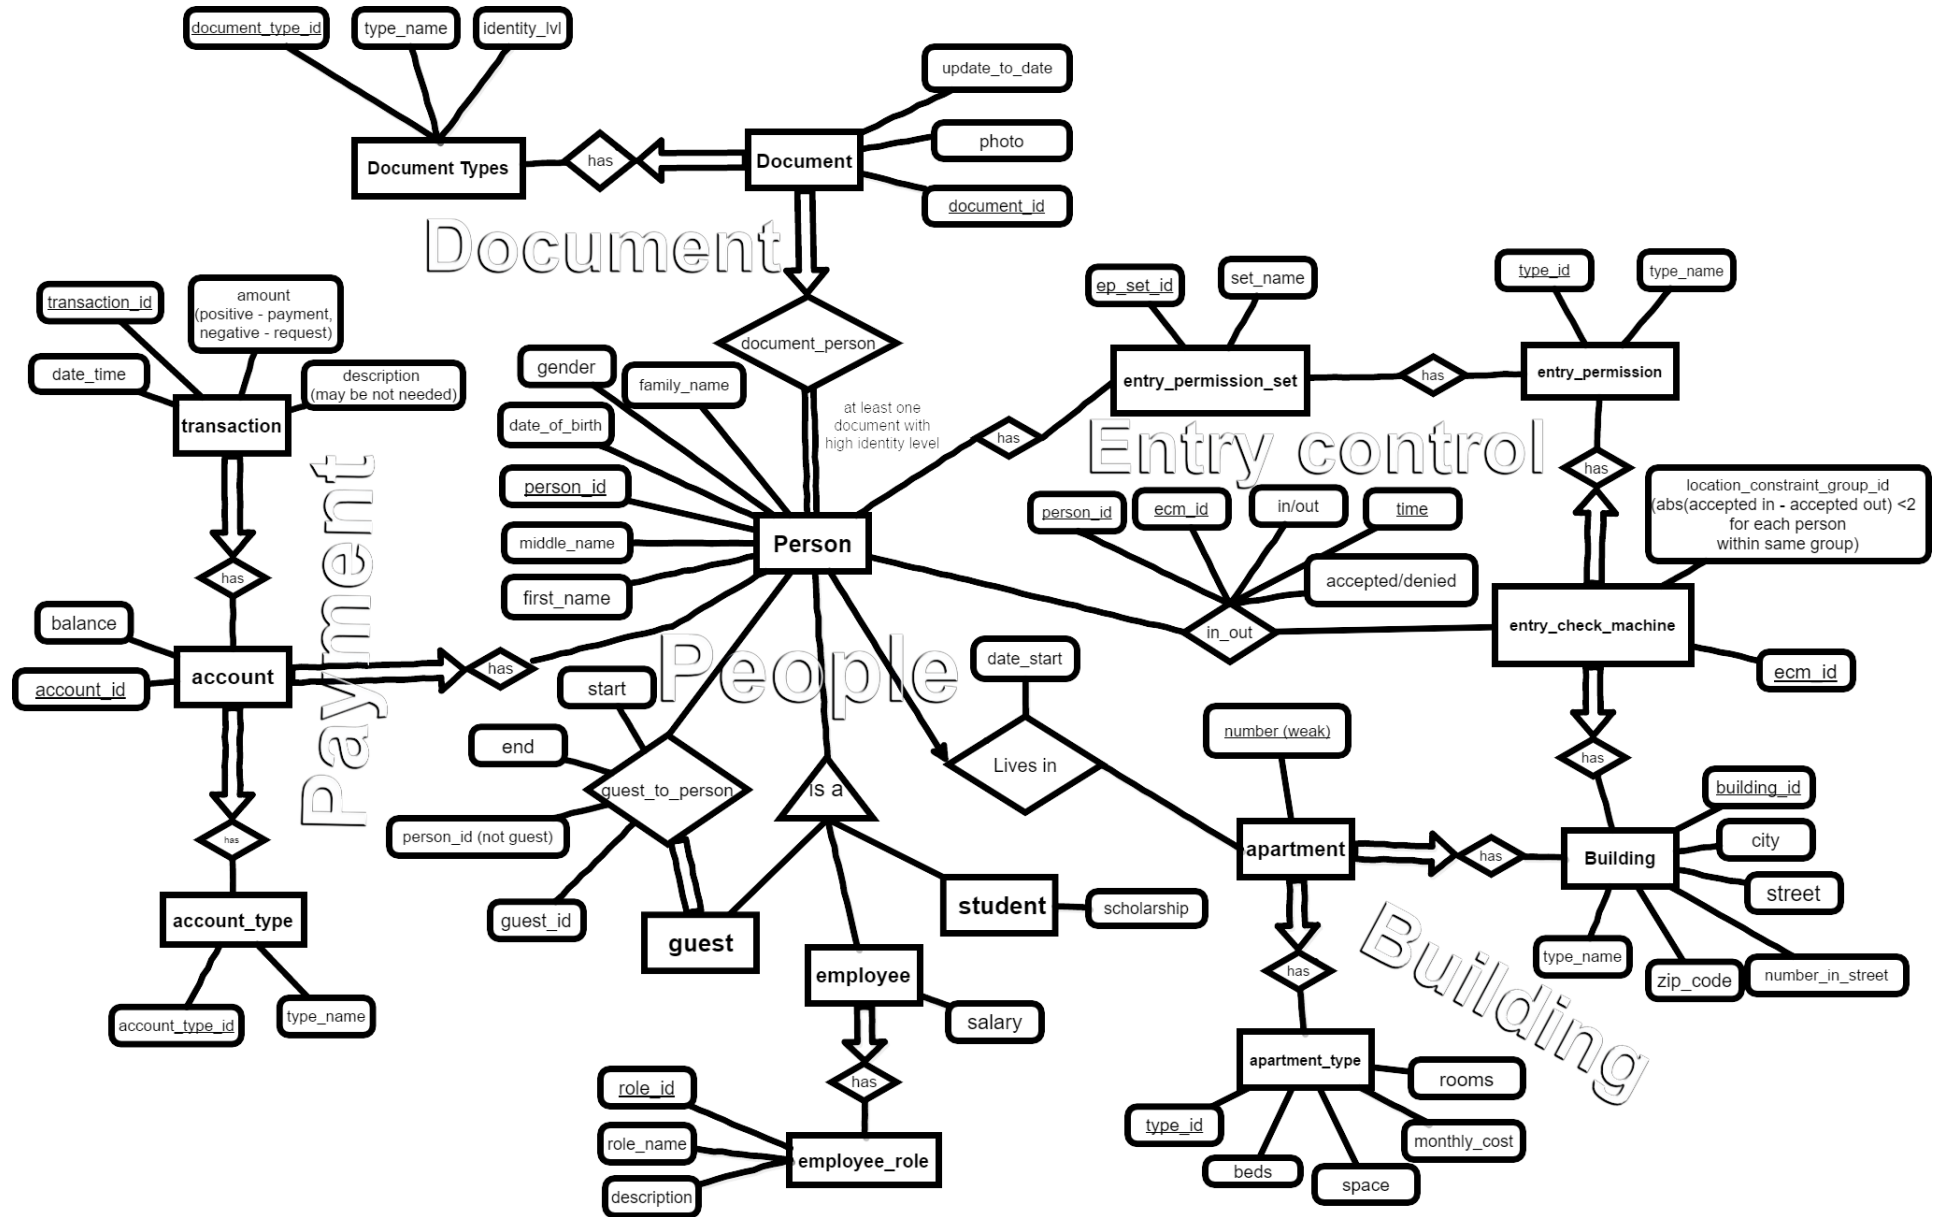 document_type_id
type_name
identity_lvl
update_to_date
photo
document_id
Document Types
has
Document
Document
document_person
at least one
document with
high identity level
transaction_id
amount
(positive - payment,
negative - request)
date_time
description
(may be not needed)
transaction
has
balance
account_id
account
has
has
account_type
account_type_id
type_name
Payment
gender
family_name
date_of_birth
person_id
middle_name
first_name
Person
People
start
end
guest_to_person
person_id (not guest)
guest_id
is a
guest
employee
salary
student
scholarship
has
role_id
role_name
description
employee_role
date_start
Lives in
ep_set_id
set_name
entry_permission_set
has
has
type_id
type_name
entry_permission
has
Entry control
person_id
ecm_id
in/out
time
accepted/denied
in_out
location_constraint_group_id
(abs(accepted in - accepted out) <2
for each person
within same group)
entry_check_machine
ecm_id
has
number (weak)
apartment
has
Building
building_id
city
street
number_in_street
zip_code
type_name
Building
has
apartment_type
rooms
monthly_cost
space
beds
type_id